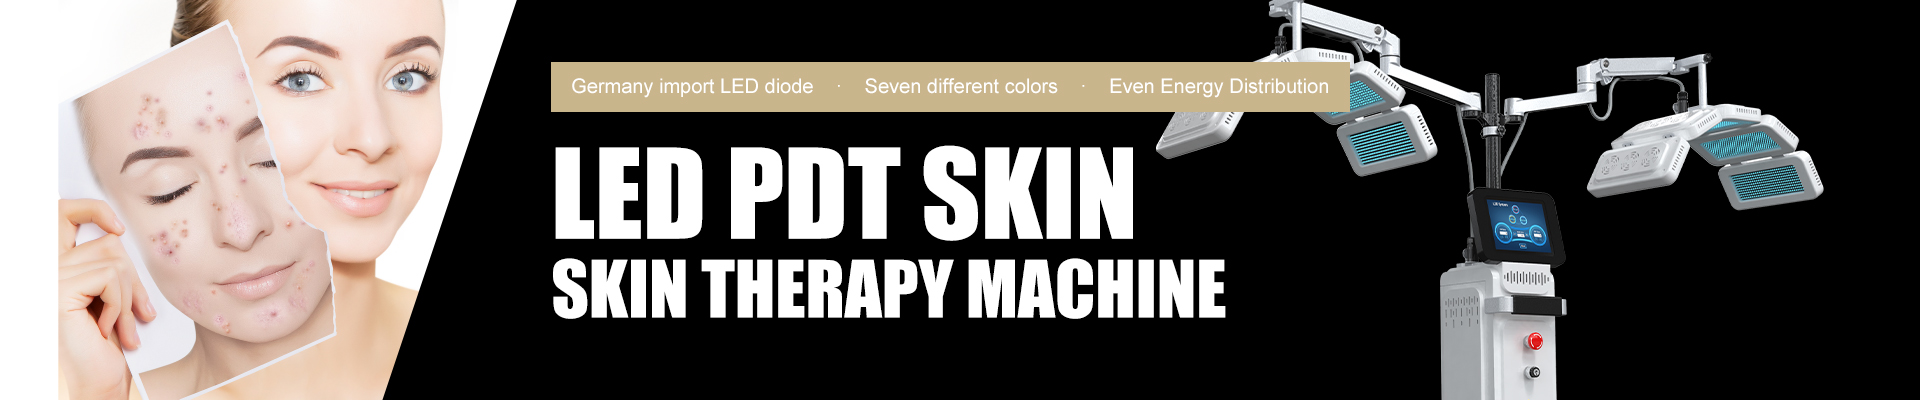 Germany import LED diode · Seven different colors · Even Energy Distribution
LED PDT SKIN
SKIN THERAPY MACHINE